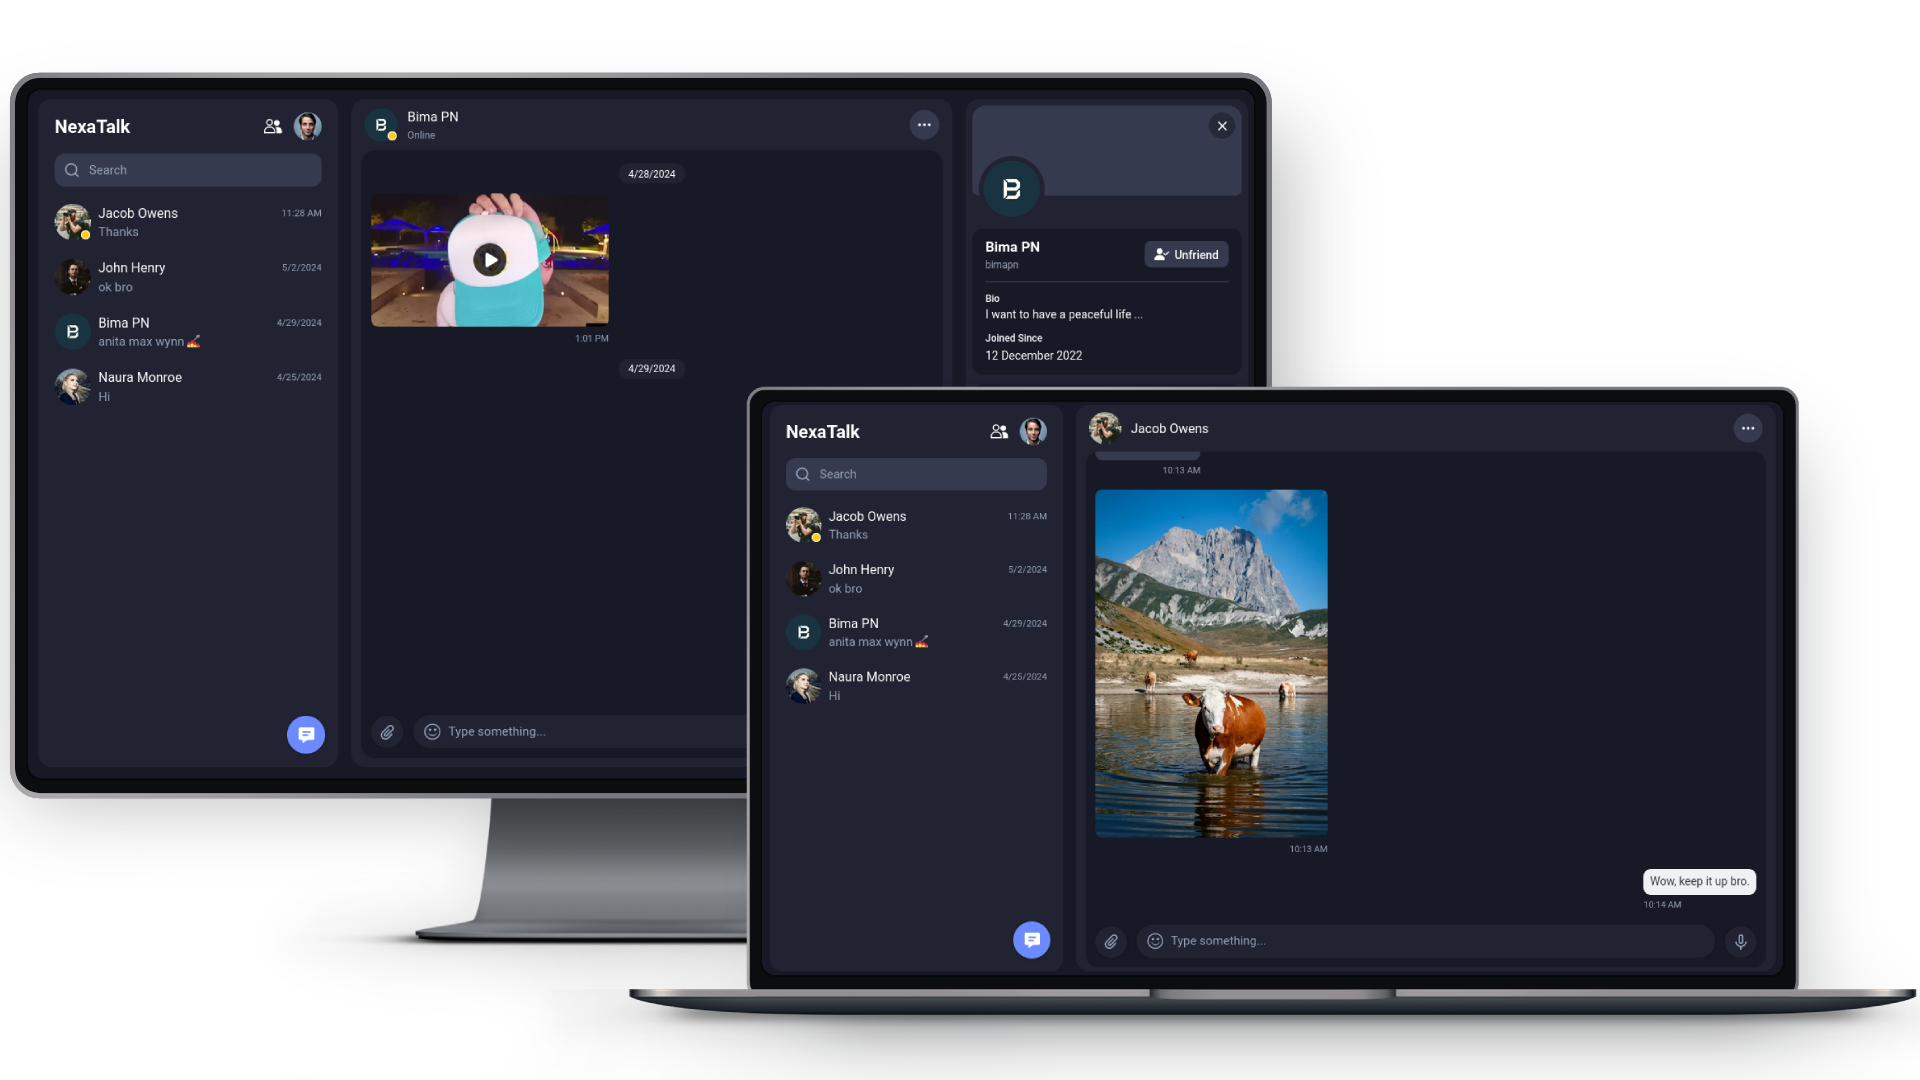 NexaTalk
Search
Jacob Owens
11:28 AM
Thanks
John Henry
5/2/2024
ok bro
B
Bima PN
4/29/2024
anita max wynn 💅
Naura Monroe
4/25/2024
Hi
B
Bima PN
Online
4/28/2024
1:01 PM
4/29/2024
Type something...
B
Bima PN
bimapn
Unfriend
Bio
I want to have a peaceful life ...
Joined Since
12 December 2022
NexaTalk
Search
Jacob Owens
11:28 AM
Thanks
John Henry
5/2/2024
ok bro
B
Bima PN
4/29/2024
anita max wynn 💅
Naura Monroe
4/25/2024
Hi
Jacob Owens
10:13 AM
10:13 AM
Wow, keep it up bro.
10:14 AM
Type something...